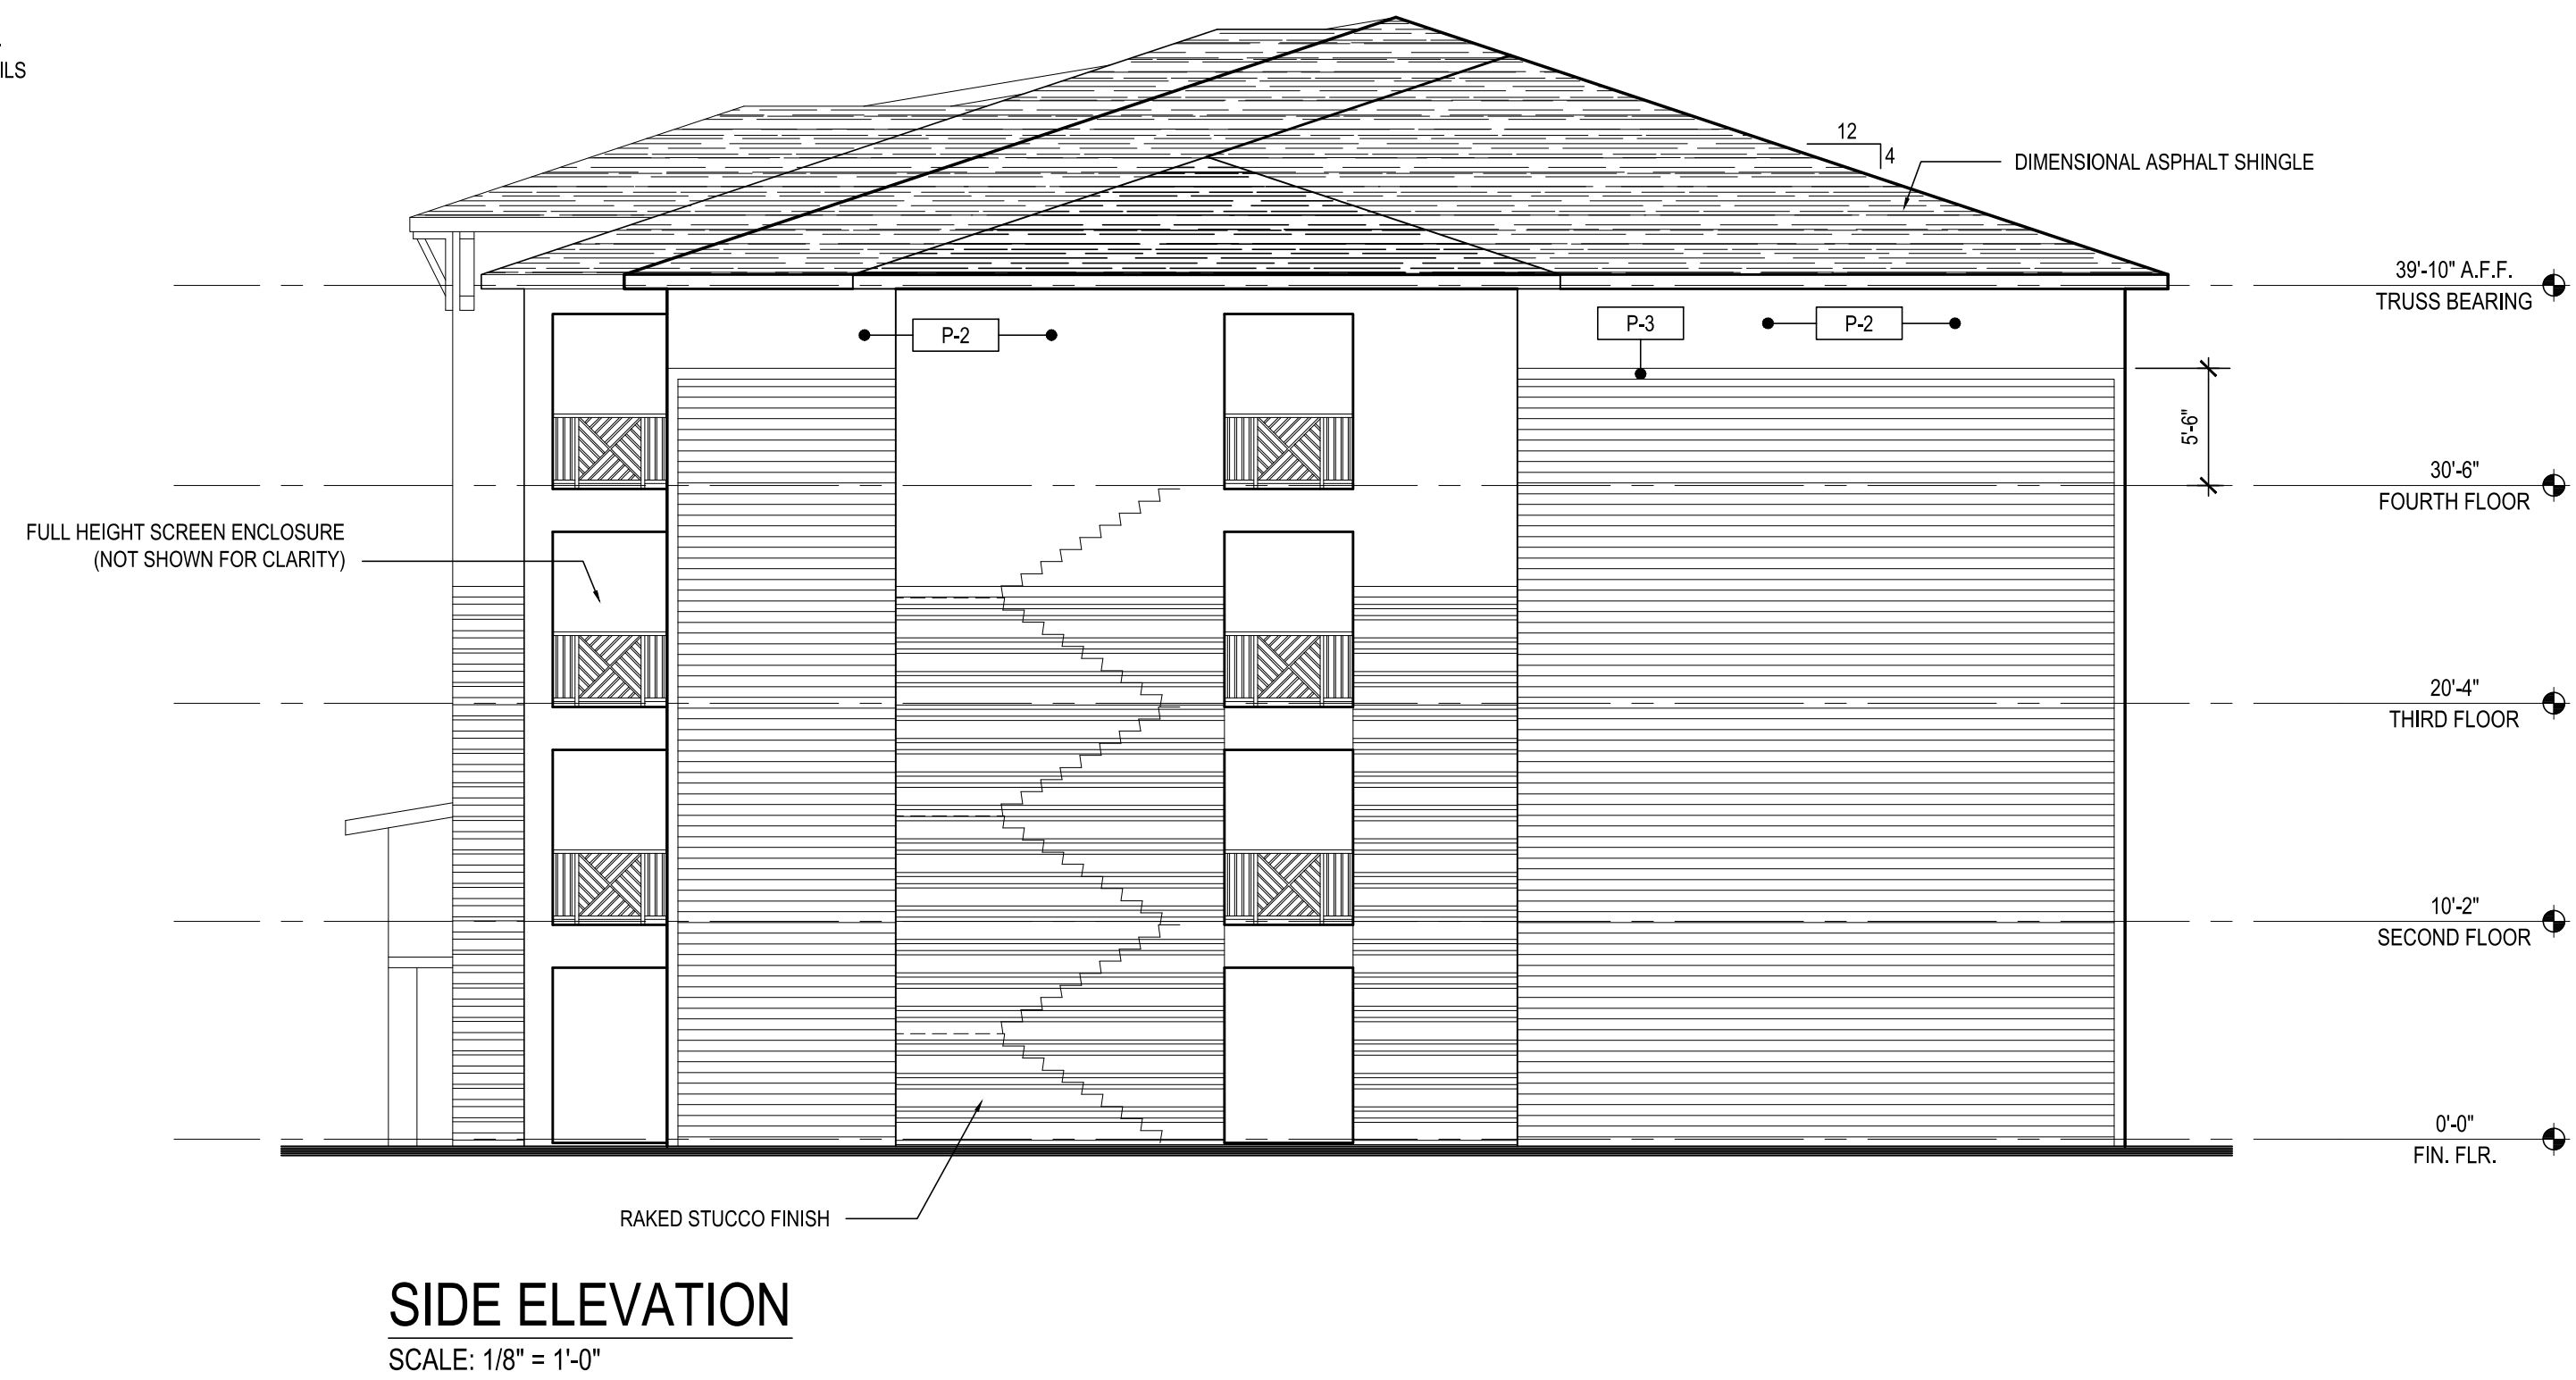 ILS
12
4
DIMENSIONAL ASPHALT SHINGLE
39'-10" A.F.F.
TRUSS BEARING
P-2
P-3
P-2
5'-6"
30'-6"
FOURTH FLOOR
FULL HEIGHT SCREEN ENCLOSURE
(NOT SHOWN FOR CLARITY)
20'-4"
THIRD FLOOR
10'-2"
SECOND FLOOR
0'-0"
FIN. FLR.
RAKED STUCCO FINISH
SIDE ELEVATION
SCALE: 1/8" = 1'-0"